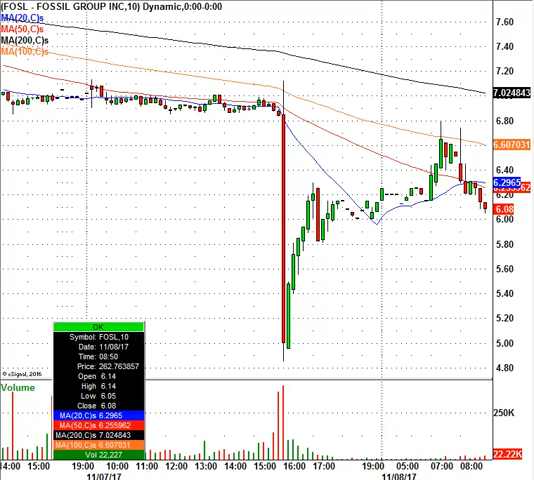 (FOSL - FOSSIL GROUP INC,10) Dynamic,0:00-0:00
MA(20,C)s
MA(50,C)s
MA(200,C)s
MA(100,C)s
7.60
7.40
7.20
7.024843
6.80
6.607031
6.40
6.2965
6.20
6.08
6.00
5.80
5.60
5.40
5.20
5.00
4.80
OK
Symbol: FOSL,10
Date: 11/08/17
Time: 08:50
Price: 262.763857
Open 6.14
High 6.14
Low 6.05
Close 6.08
MA(20,C)s 6.2965
MA(50,C)s 6.255962
MA(200,C)s 7.024843
MA(100,C)s 6.607031
Vol 22,227
© eSignal, 2016
Volume
250K
22.22K
14:00 15:00 19:00 10:00 11:00 12:00 13:00 14:00 15:00 16:00 17:00 19:00 05:00 07:00 08:00
11/07/17 11/08/17